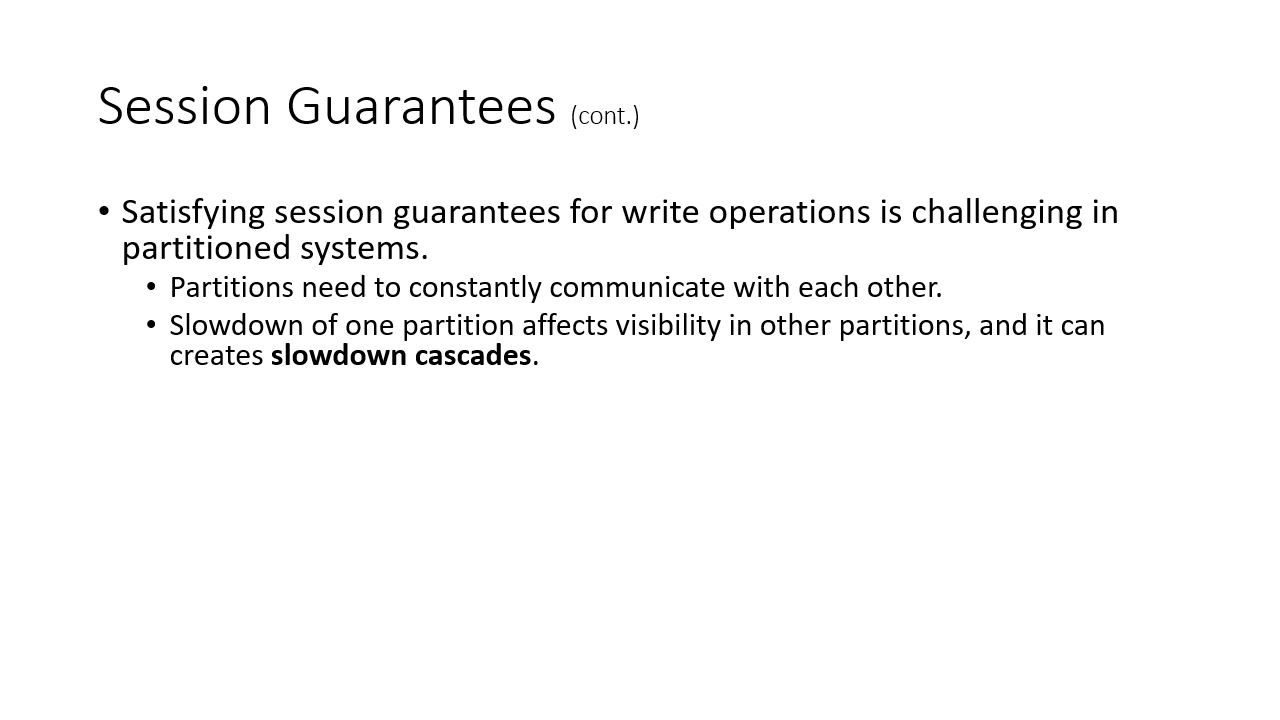 Session Guarantees (cont.)
• Satisfying session guarantees for write operations is challenging in
partitioned systems.
• Partitions need to constantly communicate with each other.
• Slowdown of one partition affects visibility in other partitions, and it can
creates slowdown cascades.